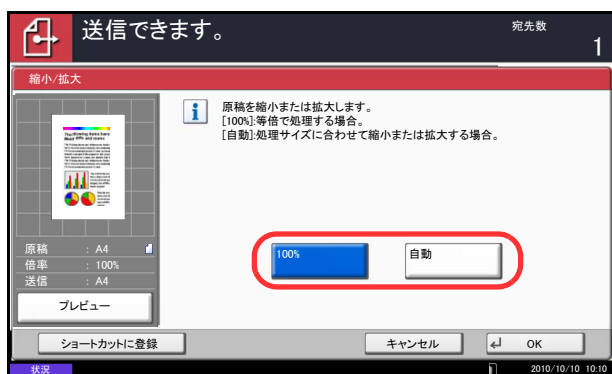 送信できます。
宛先数
1
縮小/拡大
原稿を縮小または拡大します。
[100%]:等倍で処理する場合。
[自動]:処理サイズに合わせて縮小または拡大する場合。
100%
自動
原稿 : A4
倍率 : 100%
送信 : A4
プレビュー
ショートカットに登録
キャンセル
OK
状況
2010/10/10 10:10